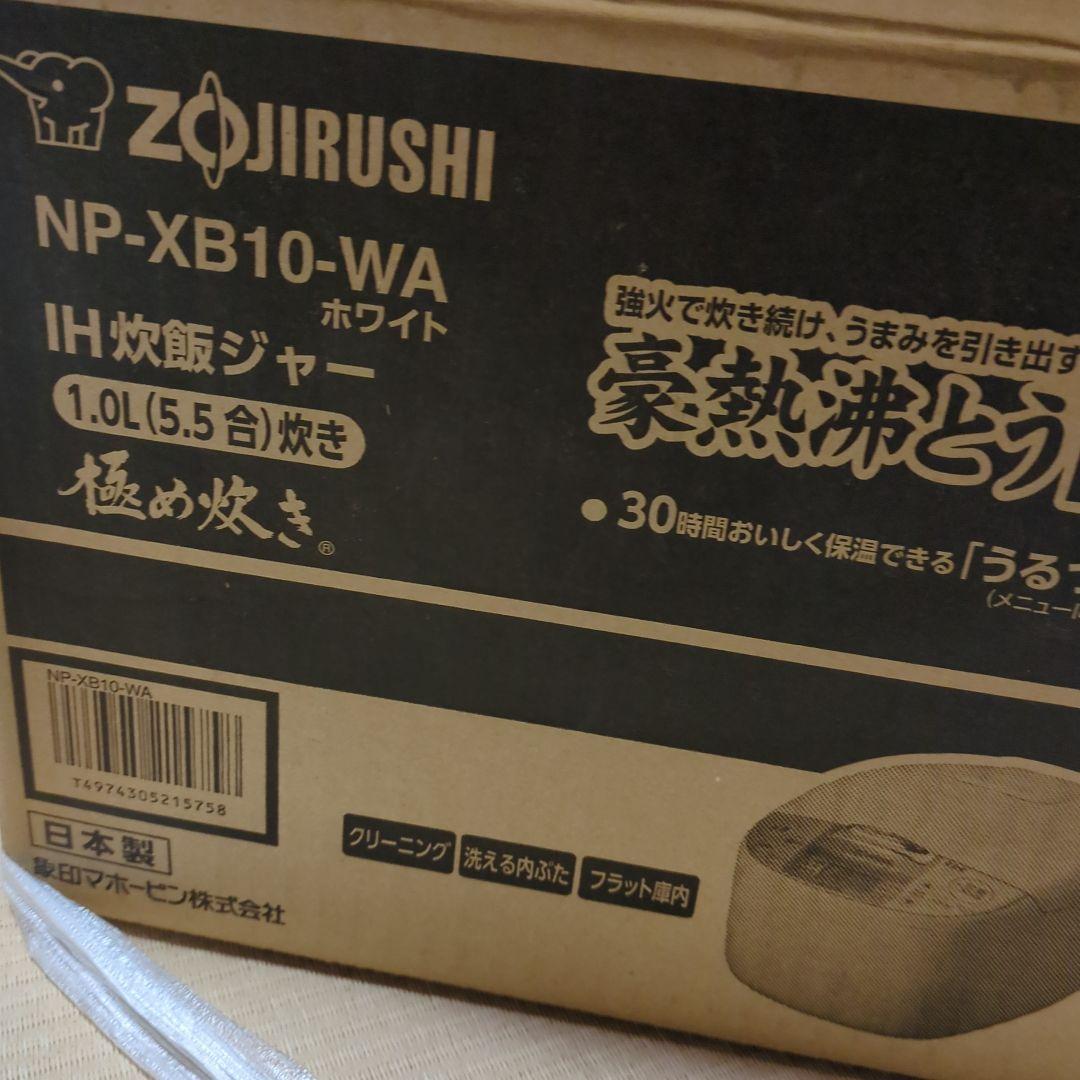 ZOJIRUSHI
NP-XB10-WA
ホワイト
IH炊飯ジャー
1.0L(5.5合)炊き
極め炊き®
強火で炊き続け、うまみを引き出す
豪熱沸とう
●30時間おいしく保温できる「うるつ
(メニュー
NP-XB10-WA
T4974305215758
日本製
象印マホービン株式会社
クリーニング
洗える内ぶた
フラット庫内